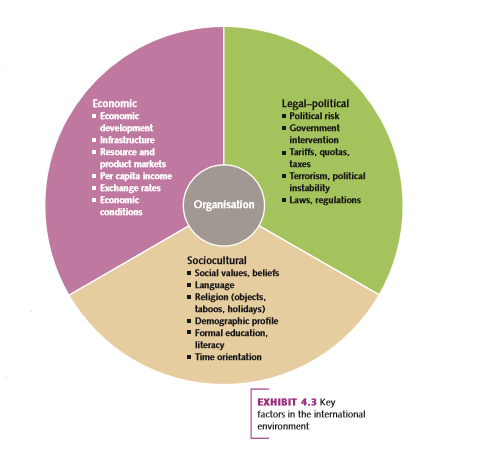 Economic
▪ Economic
development
▪ Infrastructure
▪ Resource and
product markets
▪ Per capita income
▪ Exchange rates
▪ Economic
conditions
Legal–political
▪ Political risk
▪ Government
intervention
▪ Tariffs, quotas,
taxes
▪ Terrorism, political
instability
▪ Laws, regulations
Organisation
Sociocultural
▪ Social values, beliefs
▪ Language
▪ Religion (objects,
taboos, holidays)
▪ Demographic profile
▪ Formal education,
literacy
▪ Time orientation
EXHIBIT 4.3 Key
factors in the international
environment